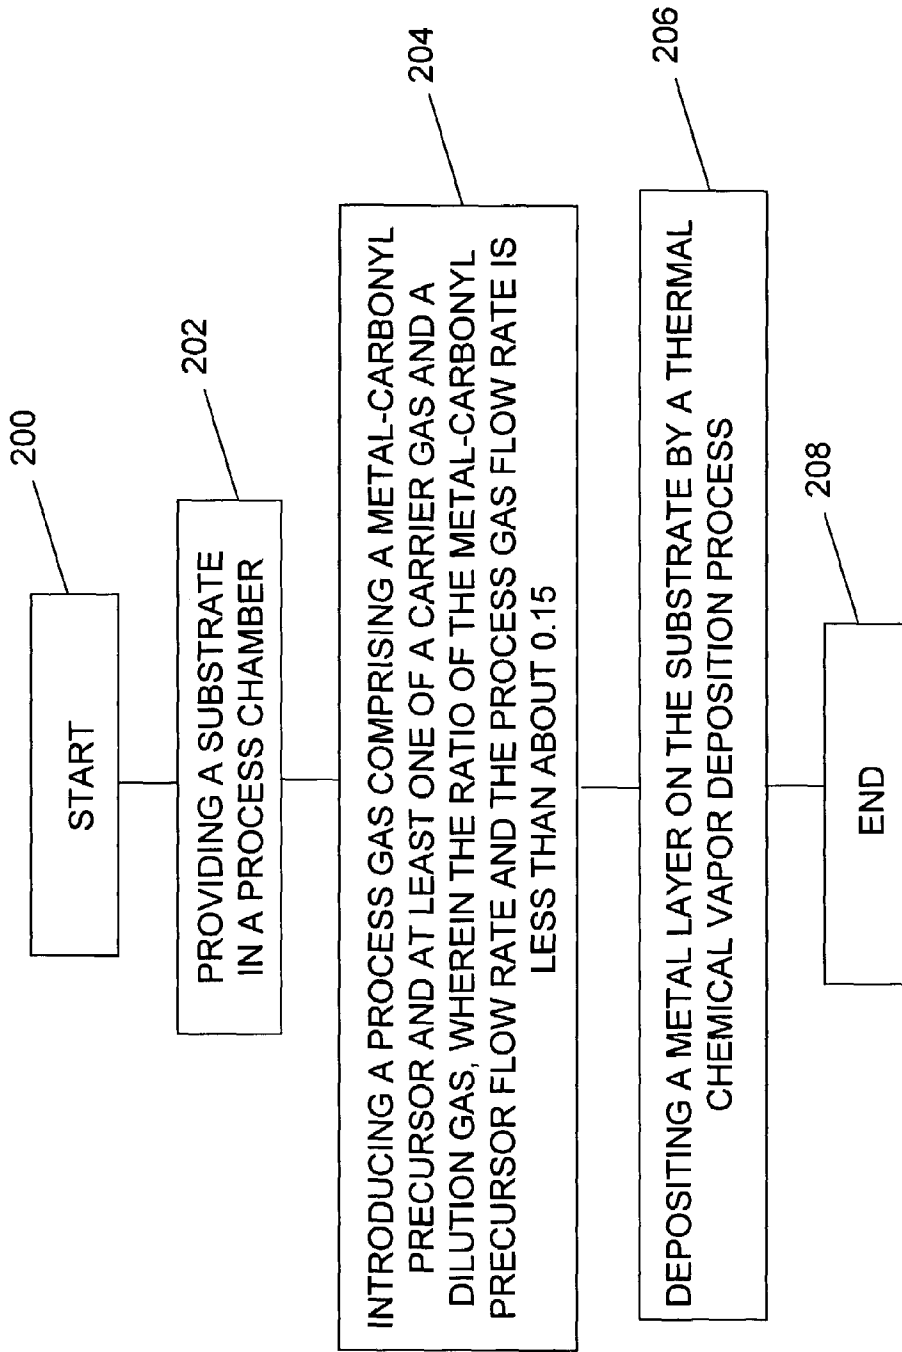 START
200
PROVIDING A SUBSTRATE
IN A PROCESS CHAMBER
202
INTRODUCING A PROCESS GAS COMPRISING A METAL-CARBONYL
PRECURSOR AND AT LEAST ONE OF A CARRIER GAS AND A
DILUTION GAS, WHEREIN THE RATIO OF THE METAL-CARBONYL
PRECURSOR FLOW RATE AND THE PROCESS GAS FLOW RATE IS
LESS THAN ABOUT 0.15
204
DEPOSITING A METAL LAYER ON THE SUBSTRATE BY A THERMAL
CHEMICAL VAPOR DEPOSITION PROCESS
206
END
208